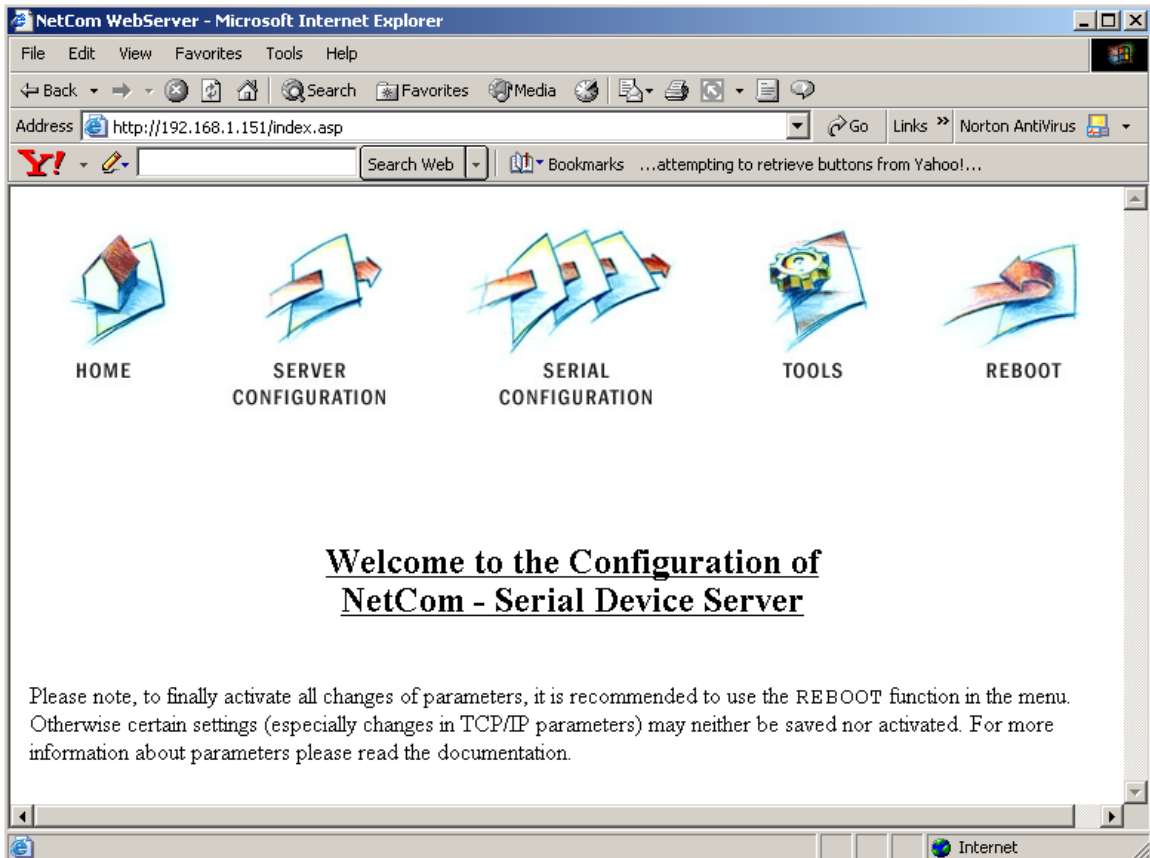 NetCom WebServer - Microsoft Internet Explorer
File Edit View Favorites Tools Help
Back Search Favorites Media
Address http://192.168.1.151/index.asp Go Links » Norton AntiVirus
Y! Search Web Bookmarks ...attempting to retrieve buttons from Yahoo!...
HOME SERVER CONFIGURATION SERIAL CONFIGURATION TOOLS REBOOT
Welcome to the Configuration of
NetCom - Serial Device Server
Please note, to finally activate all changes of parameters, it is recommended to use the REBOOT function in the menu.
Otherwise certain settings (especially changes in TCP/IP parameters) may neither be saved nor activated. For more
information about parameters please read the documentation.
Internet